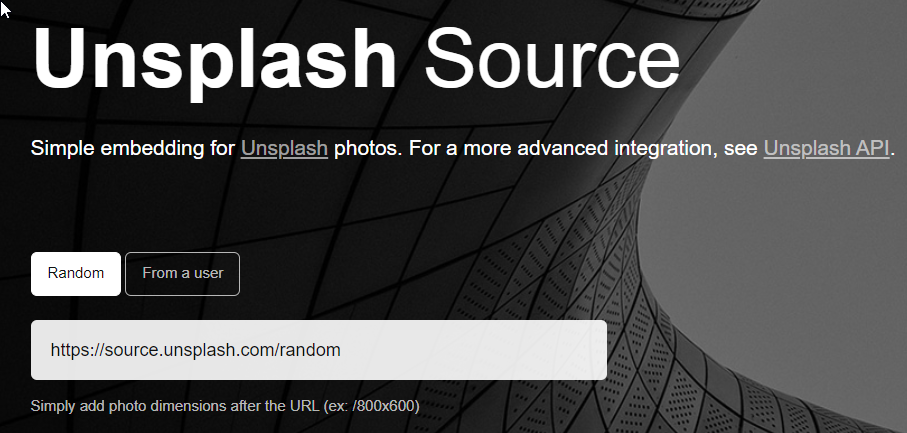 Unsplash Source
Simple embedding for Unsplash photos. For a more advanced integration, see Unsplash API.
Random From a user
https://source.unsplash.com/random
Simply add photo dimensions after the URL (ex: /800x600)